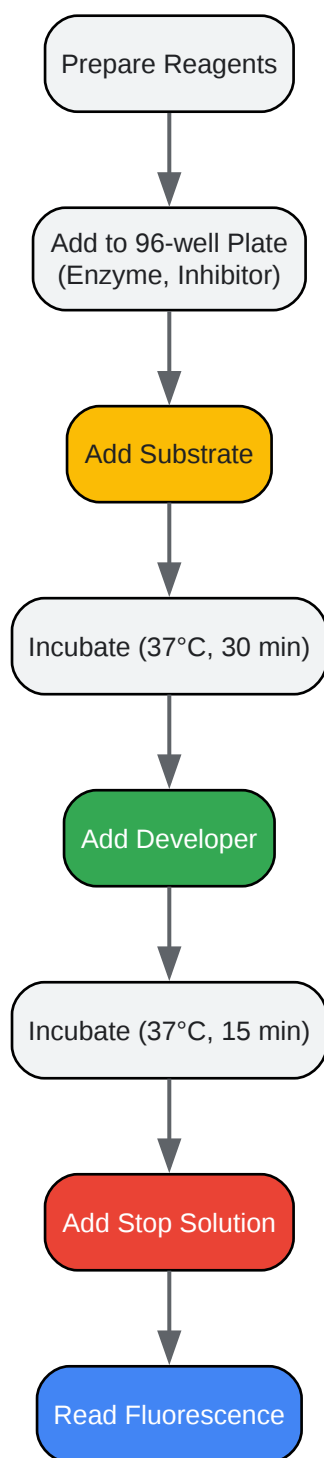 Prepare Reagents
Add to 96-well Plate
(Enzyme, Inhibitor)
Add Substrate
Incubate (37°C, 30 min)
Add Developer
Incubate (37°C, 15 min)
Add Stop Solution
Read Fluorescence